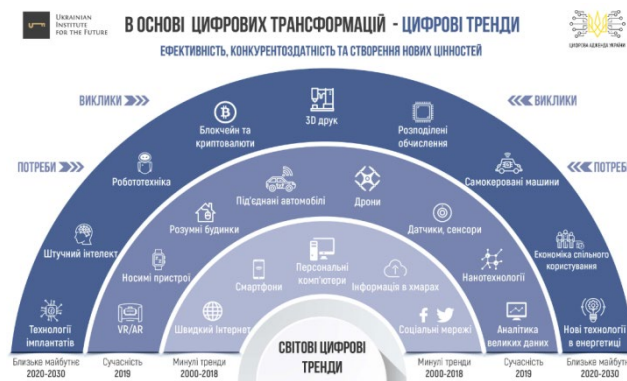 UKRAINIAN
INSTITUTE
FOR THE FUTURE
В ОСНОВІ ЦИФРОВИХ ТРАНСФОРМАЦІЙ - ЦИФРОВІ ТРЕНДИ
ЕФЕКТИВНІСТЬ, КОНКУРЕНТОЗДАТНІСТЬ ТА СТВОРЕННЯ НОВИХ ЦІННОСТЕЙ
ЦИФРОВА АДЖЕНДА УКРАЇНИ
ВИКЛИКИ
ВИКЛИКИ
ПОТРЕБИ
ПОТРЕБИ
3D друк
Блокчейн та
криптовалюти
Розподілені
обчислення
Робототехніка
Самокеровані машини
Штучний інтелект
Економіка спільного
користування
Технології
імплантатів
Нові технології
в енергетиці
Під'єднані автомобілі
Дрони
Розумні будинки
Датчики, сенсори
Носимі пристрої
Нанотехнології
VR/AR
Аналітика
великих даних
Персональні
комп'ютери
Смартфони
Інформація в хмарах
Швидкий Інтернет
Соціальні мережі
СВІТОВІ ЦИФРОВІ
ТРЕНДИ
Близьке майбутнє
2020-2030
Сучасність
2019
Минулі тренди
2000-2018
Минулі тренди
2000-2018
Сучасність
2019
Близьке майбутнє
2020-2030